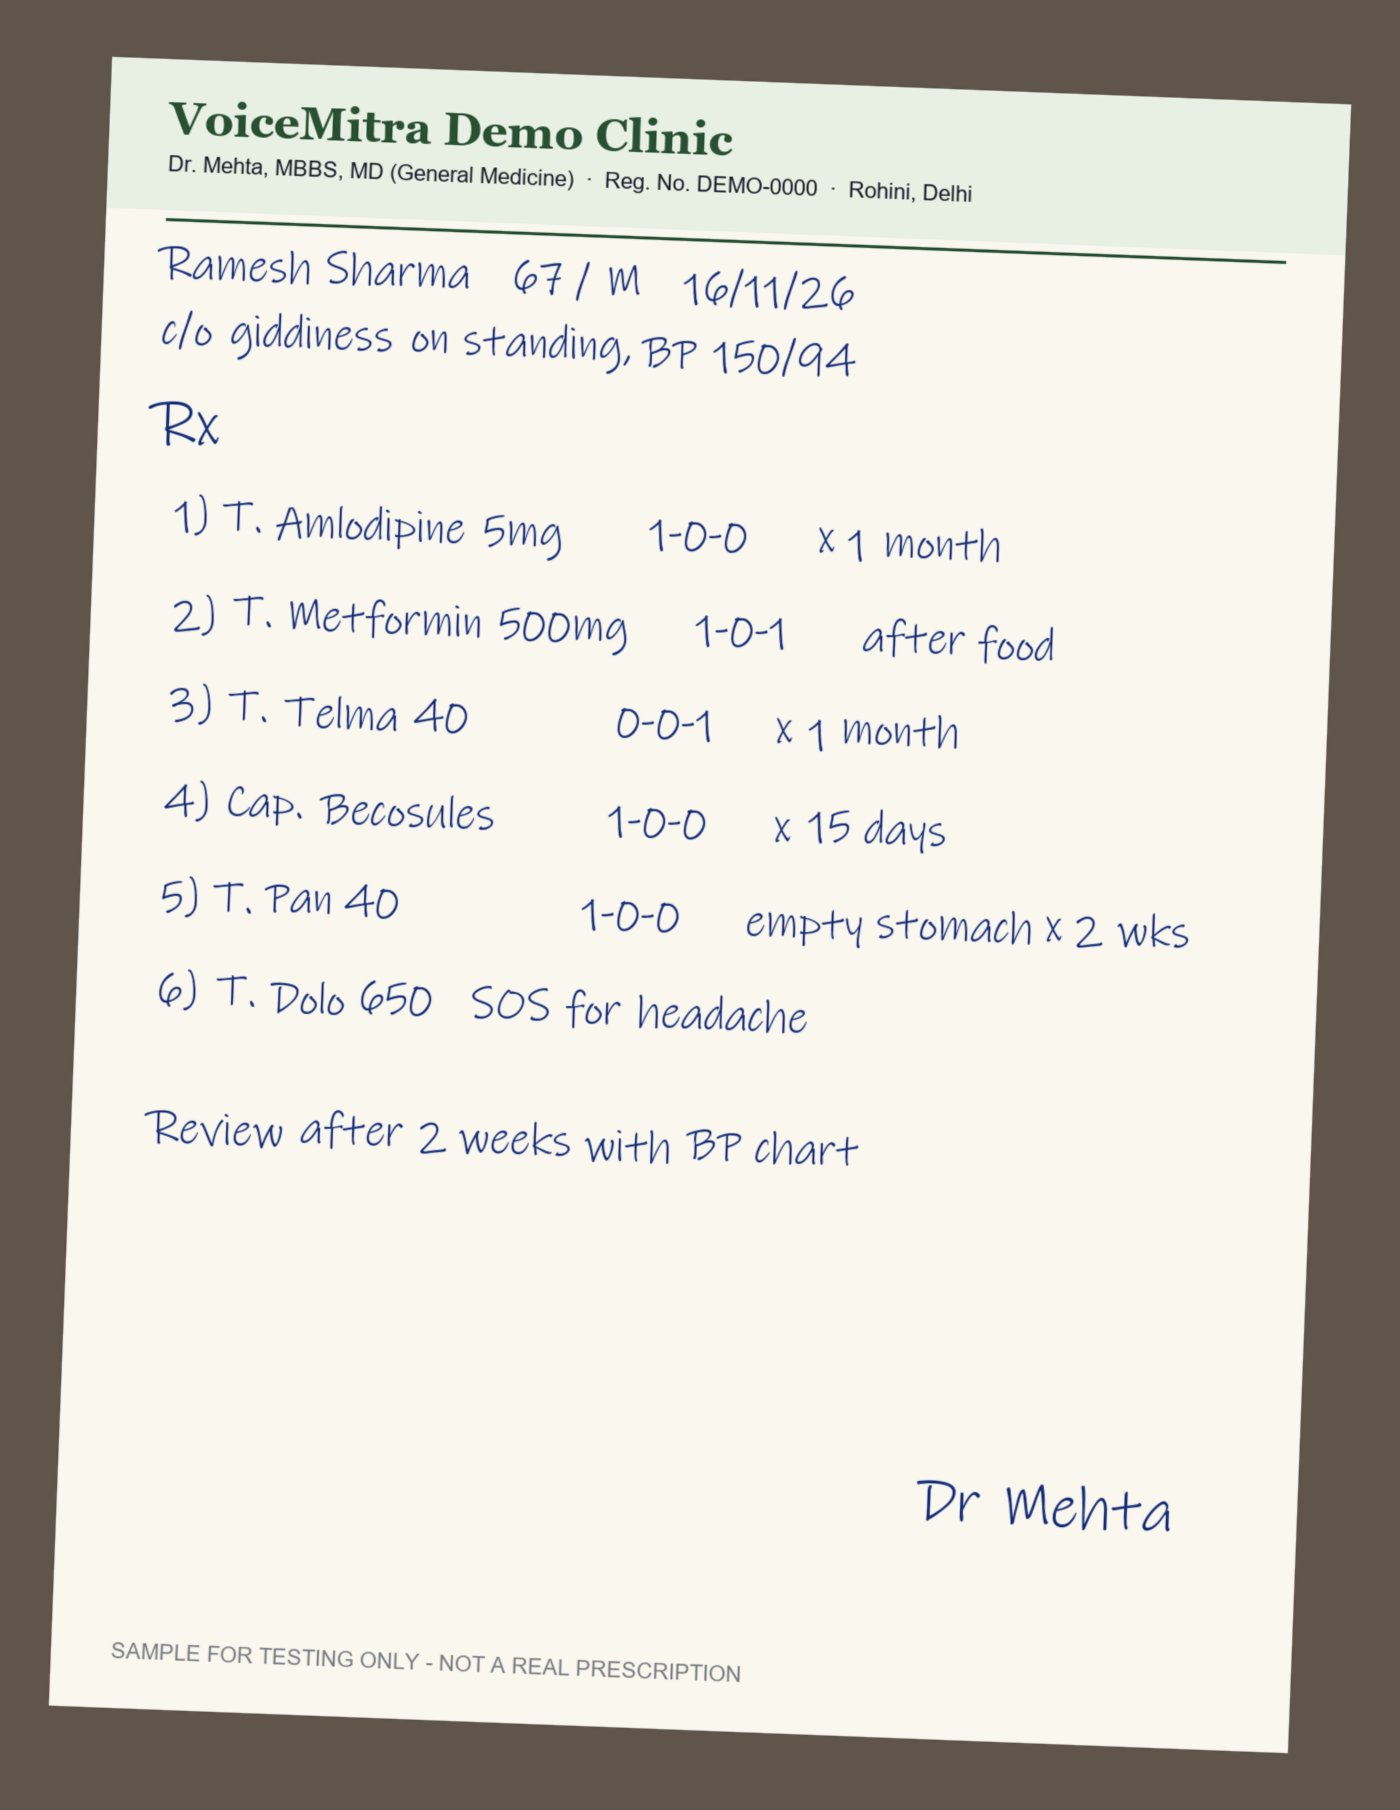 VoiceMitra Demo Clinic
Dr. Mehta, MBBS, MD (General Medicine) · Reg. No. DEMO-0000 · Rohini, Delhi
Ramesh Sharma 67 / M 16/11/26
c/o giddiness on standing, BP 150/94
Rx
1) T. Amlodipine 5mg 1-0-0 x 1 month
2) T. Metformin 500mg 1-0-1 after food
3) T. Telma 40 0-0-1 x 1 month
4) Cap. Becosules 1-0-0 x 15 days
5) T. Pan 40 1-0-0 empty stomach x 2 wks
6) T. Dolo 650 SOS for headache
Review after 2 weeks with BP chart
Dr Mehta
SAMPLE FOR TESTING ONLY - NOT A REAL PRESCRIPTION